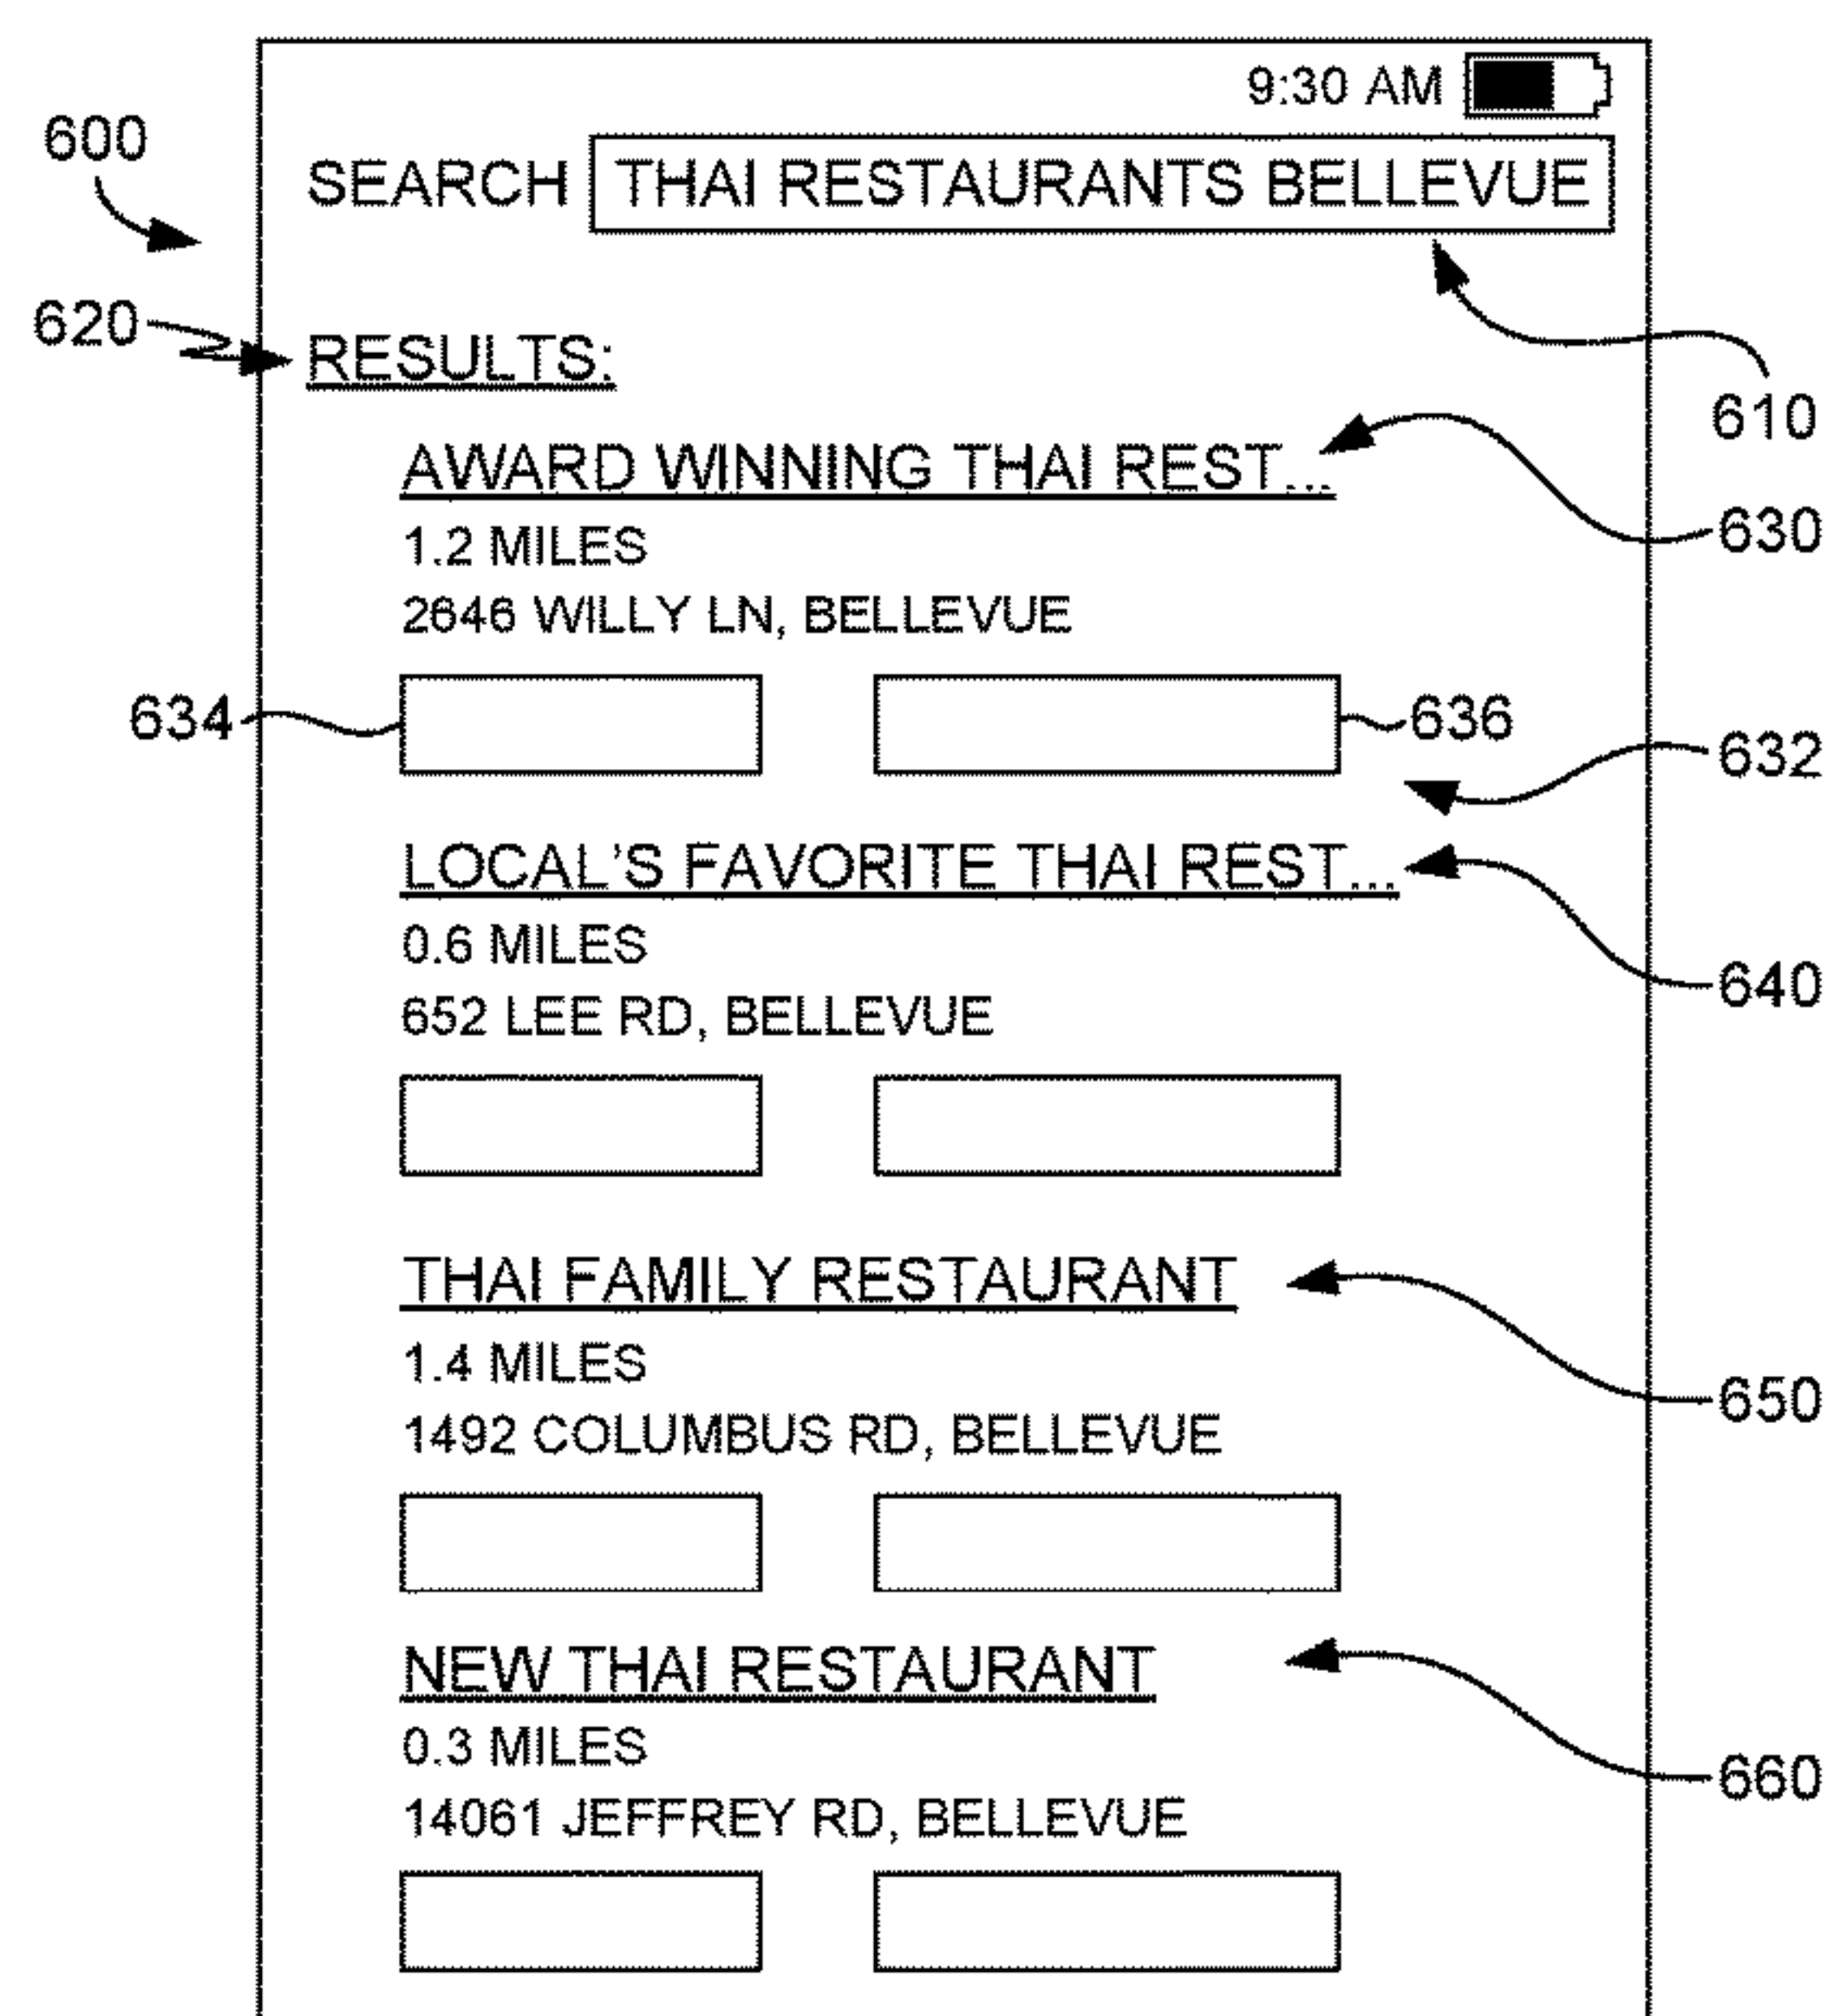 9:30 AM
600
SEARCH THAI RESTAURANTS BELLEVUE
620
RESULTS:
610
AWARD WINNING THAI REST...
630
1.2 MILES
2646 WILLY LN, BELLEVUE
634
636
632
LOCAL'S FAVORITE THAI REST...
0.6 MILES
640
652 LEE RD, BELLEVUE
THAI FAMILY RESTAURANT
1.4 MILES
650
1492 COLUMBUS RD, BELLEVUE
NEW THAI RESTAURANT
0.3 MILES
660
14061 JEFFREY RD, BELLEVUE